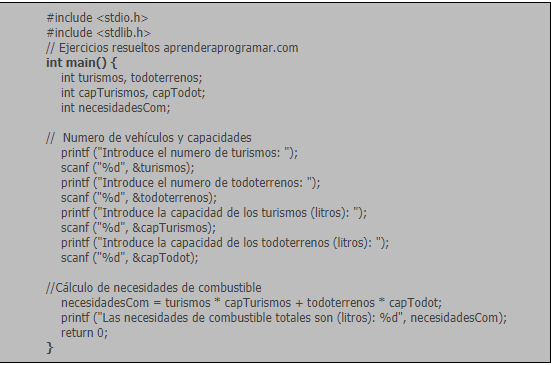 #include <stdio.h>
#include <stdlib.h>
// Ejercicios resueltos aprenderaprogramar.com
int main() {
int turismos, todoterrenos;
int capTurismos, capTodot;
int necesidadesCom;
//  Numero de vehículos y capacidades
printf ("Introduce el numero de turismos: ");
scanf ("%d", &turismos);
printf ("Introduce el numero de todoterrenos: ");
scanf ("%d", &todoterrenos);
printf ("Introduce la capacidad de los turismos (litros): ");
scanf ("%d", &capTurismos);
printf ("Introduce la capacidad de los todoterrenos (litros): ");
scanf ("%d", &capTodot);
//Cálculo de necesidades de combustible
necesidadesCom = turismos * capTurismos + todoterrenos * capTodot;
printf ("Las necesidades de combustible totales son (litros): %d", necesidadesCom);
return 0;
}